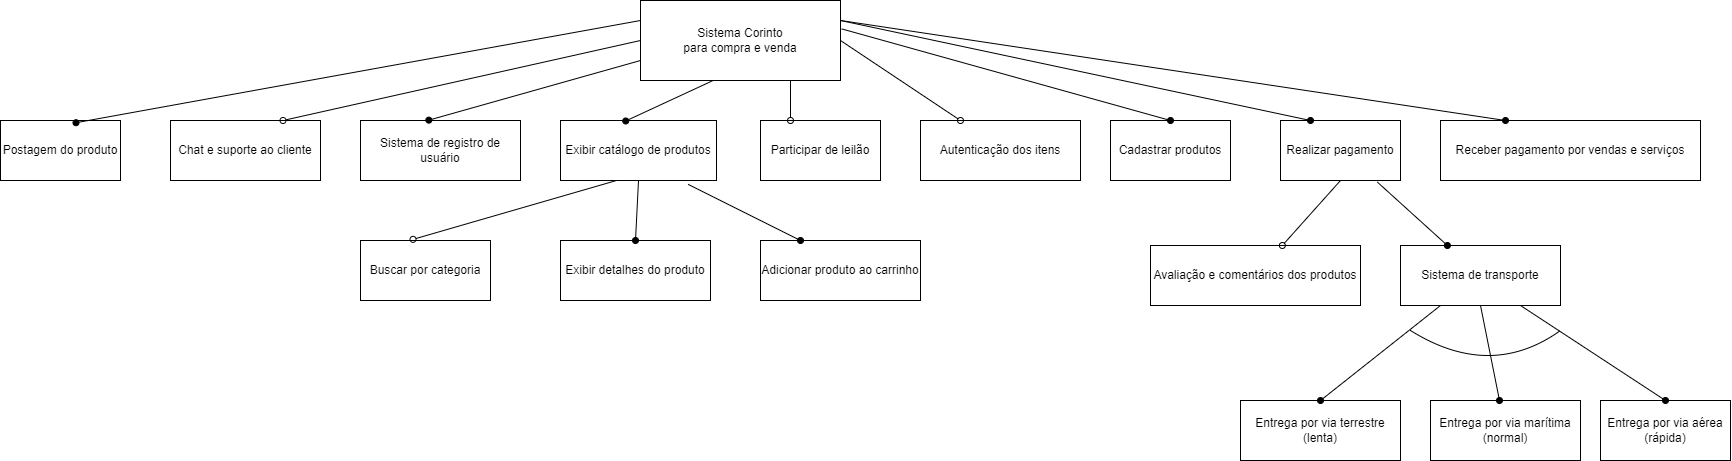 Sistema Corinto
para compra e venda
Postagem do produto
Chat e suporte ao cliente
Sistema de registro de
usuário
Exibir catálogo de produtos
Participar de leilão
Autenticação dos itens
Cadastrar produtos
Realizar pagamento
Receber pagamento por vendas e serviços
Buscar por categoria
Exibir detalhes do produto
Adicionar produto ao carrinho
Avaliação e comentários dos produtos
Sistema de transporte
Entrega por via terrestre
(lenta)
Entrega por via marítima
(normal)
Entrega por via aérea
(rápida)